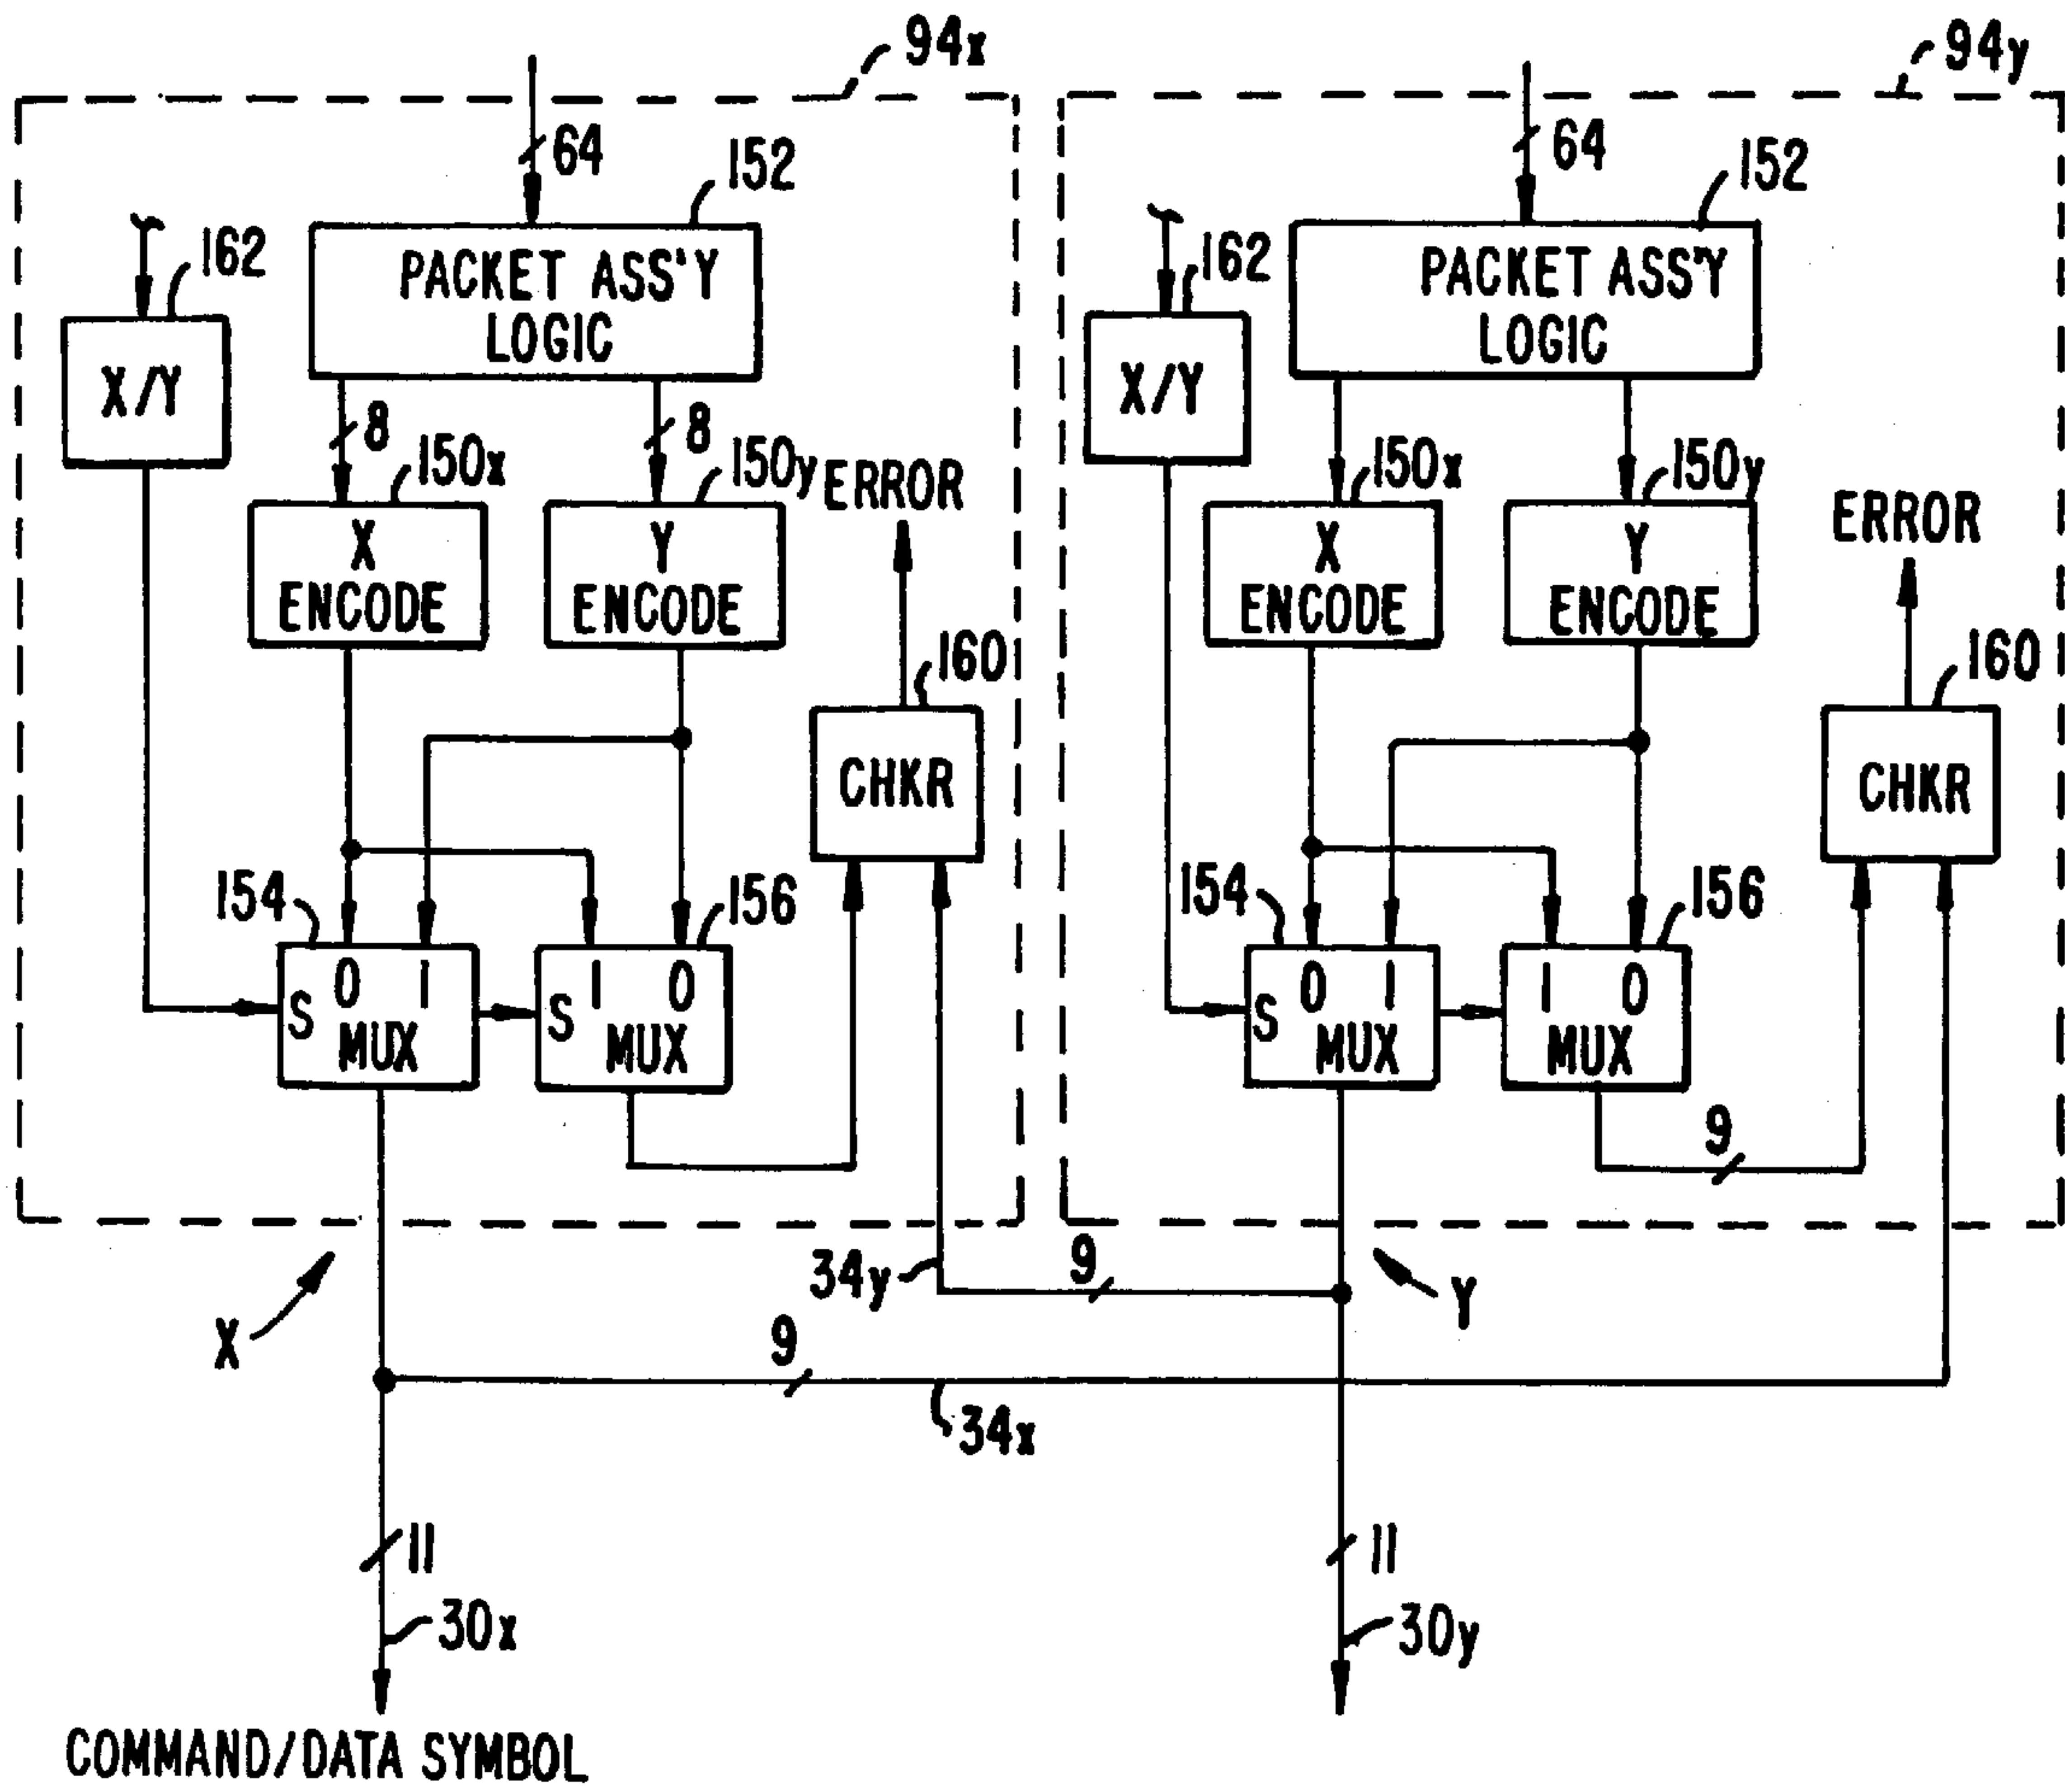 94x
94y
64
64
152
152
162
162
PACKET ASS'Y
LOGIC
PACKET ASS'Y
LOGIC
X/Y
X/Y
8
8
150x
150y
ERROR
150x
150y
ERROR
X
ENCODE
Y
ENCODE
X
ENCODE
Y
ENCODE
160
160
CHKR
CHKR
154
156
154
156
0 1
S
MUX
1 0
S
MUX
0 1
S
MUX
1 0
MUX
9
34y
9
X
Y
9
34x
11
11
30x
30y
COMMAND/DATA SYMBOL